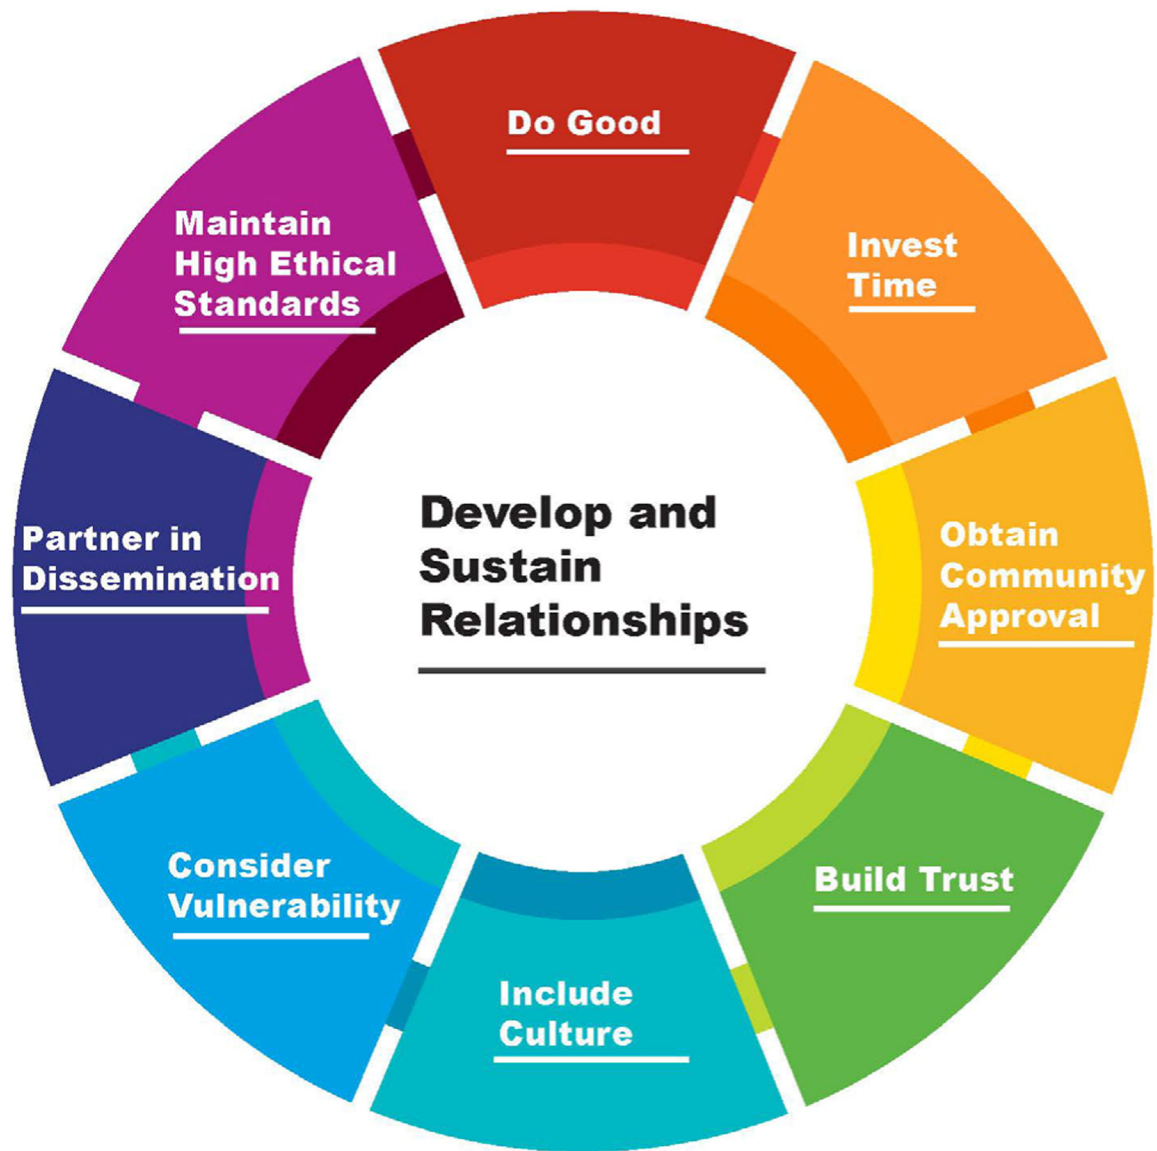 Do Good
Invest
Time
Obtain
Community
Approval
Build Trust
Include
Culture
Consider
Vulnerability
Partner in
Dissemination
Maintain
High Ethical
Standards
Develop and
Sustain
Relationships